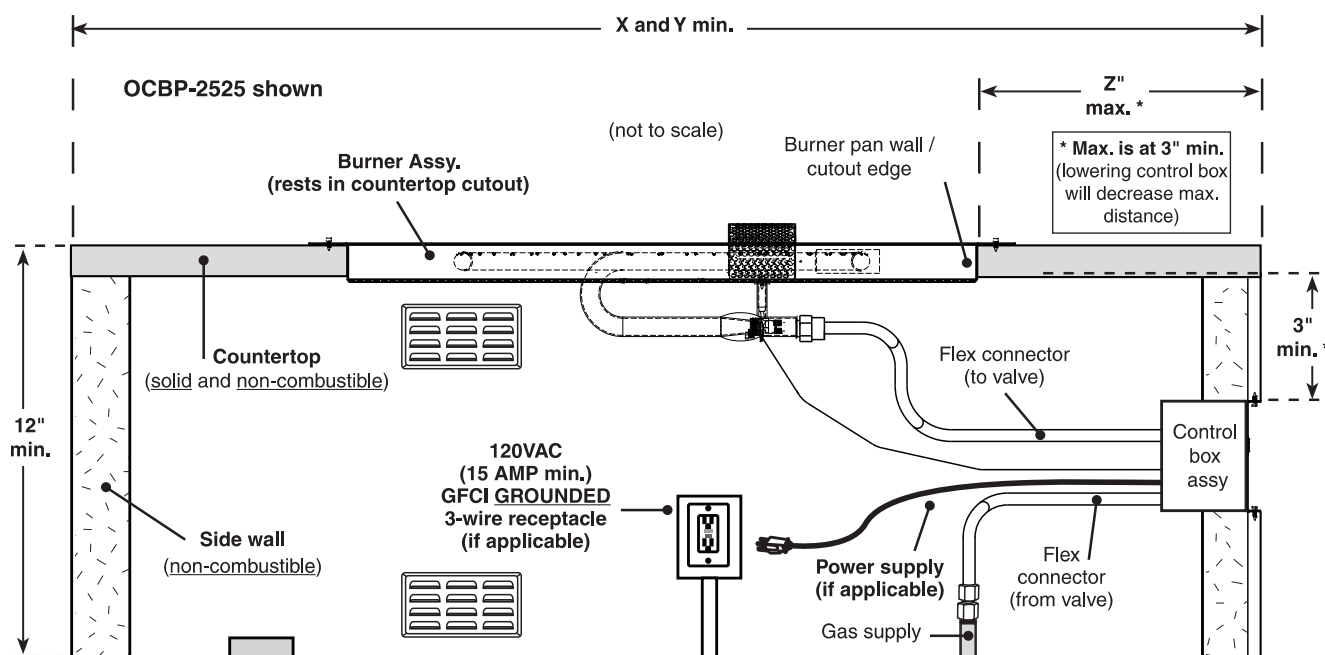 X and Y min.
OCBP-2525 shown
Z"
max. *
(not to scale)
* Max. is at 3" min.
(lowering control box
will decrease max.
distance)
Burner pan wall /
cutout edge
Burner Assy.
(rests in countertop cutout)
Countertop
(solid and non-combustible)
Flex connector
(to valve)
3"
min. *
12"
min.
Control
box
assy
120VAC
(15 AMP min.)
GFCI GROUNDED
3-wire receptacle
(if applicable)
Side wall
(non-combustible)
Power supply
(if applicable)
Flex
connector
(from valve)
Gas supply